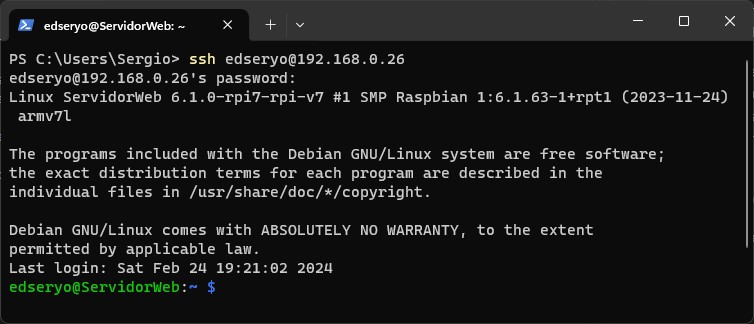 edseryo@ServidorWeb: ~
PS C:\Users\Sergio> ssh edseryo@192.168.0.26
edseryo@192.168.0.26's password:
Linux ServidorWeb 6.1.0-rpi7-rpi-v7 #1 SMP Raspbian 1:6.1.63-1+rpt1 (2023-11-24)
armv7l
The programs included with the Debian GNU/Linux system are free software;
the exact distribution terms for each program are described in the
individual files in /usr/share/doc/*/copyright.
Debian GNU/Linux comes with ABSOLUTELY NO WARRANTY, to the extent
permitted by applicable law.
Last login: Sat Feb 24 19:21:02 2024
edseryo@ServidorWeb:~ $